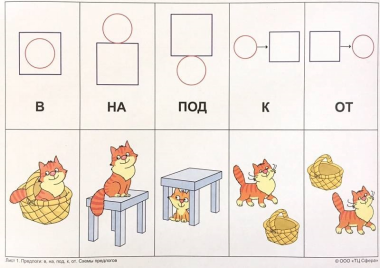 В НА ПОД К ОТ
Лист 1 Предлоги: в, на, под, к, от. Схемы предлогов © ООО «ТЦ Сфера»